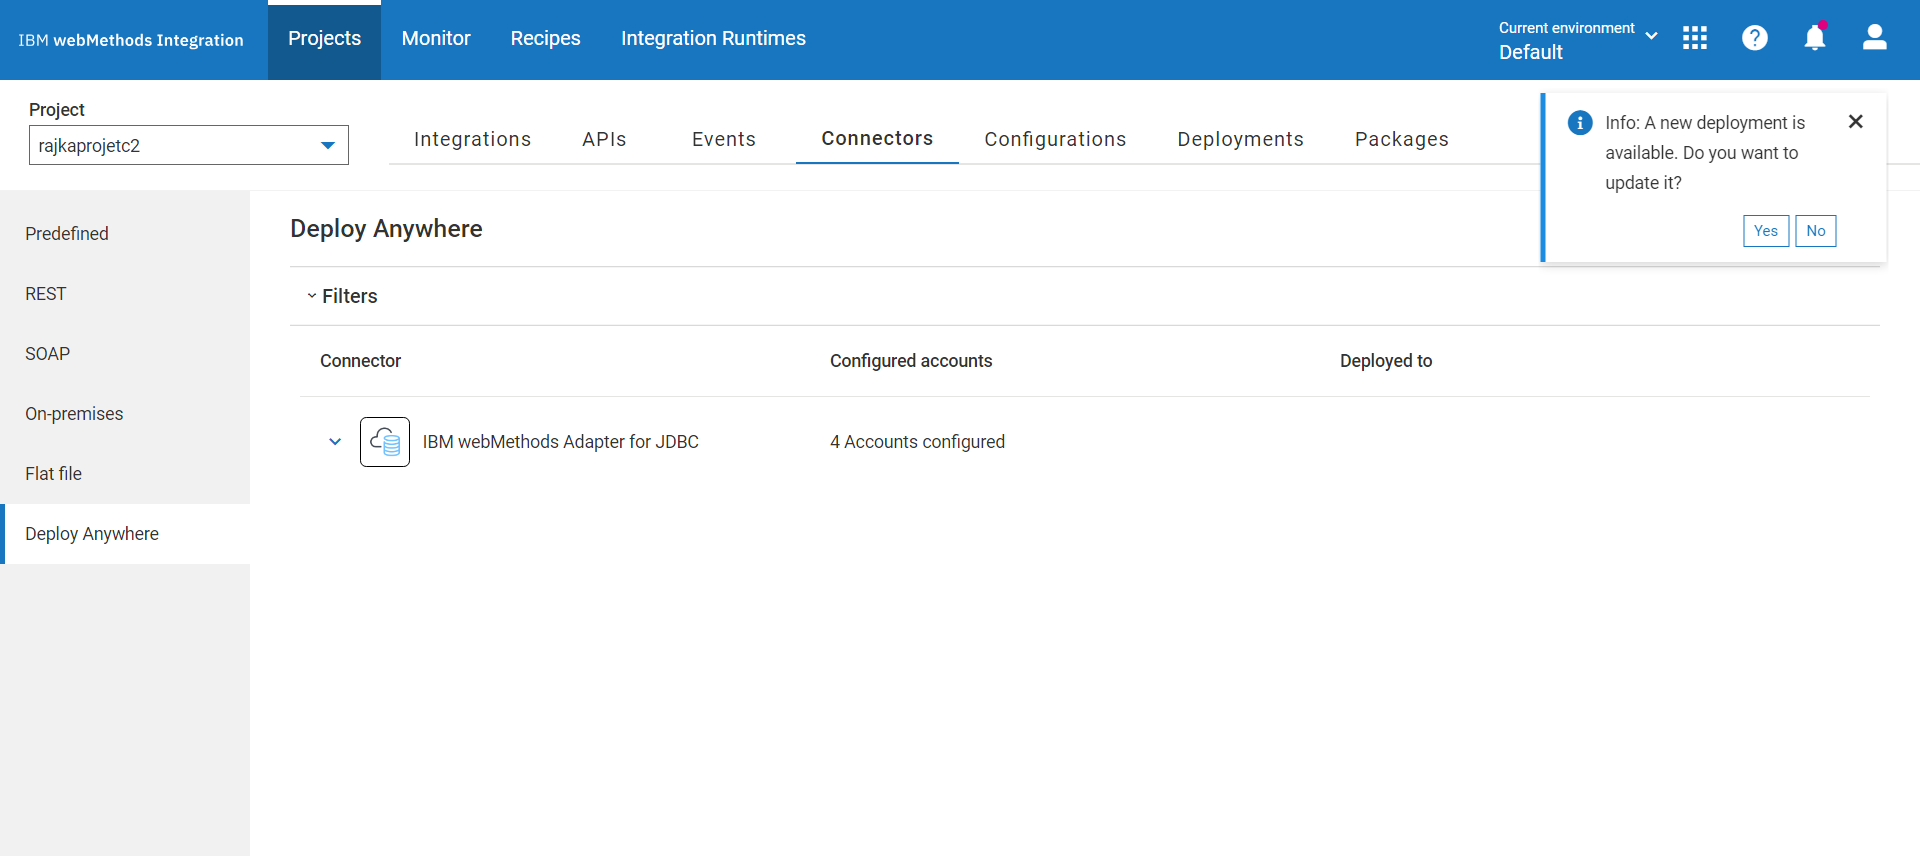 IBM webMethods Integration
Projects
Monitor
Recipes
Integration Runtimes
Current environment
Default
Project
rajkaprojetc2
Integrations
APIs
Events
Connectors
Configurations
Deployments
Packages
Info: A new deployment is
available. Do you want to
update it?
Yes
No
Predefined
REST
SOAP
On-premises
Flat file
Deploy Anywhere
Deploy Anywhere
Filters
Connector
Configured accounts
Deployed to
IBM webMethods Adapter for JDBC
4 Accounts configured